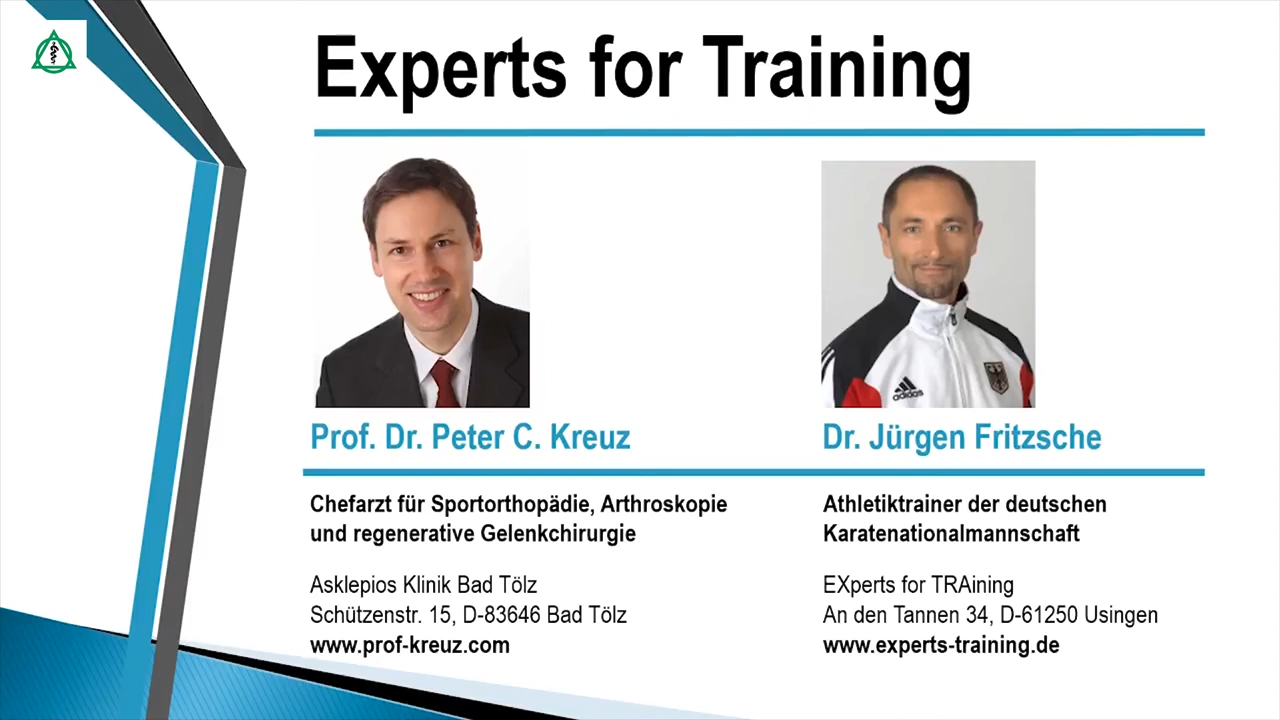 Experts for Training
adidas
Prof. Dr. Peter C. Kreuz
Chefarzt für Sportorthopädie, Arthroskopie
und regenerative Gelenkchirurgie
Asklepios Klinik Bad Tölz
Schützenstr. 15, D-83646 Bad Tölz
www.prof-kreuz.com
Dr. Jürgen Fritzsche
Athletiktrainer der deutschen
Karatenationalmannschaft
EXperts for TRAining
An den Tannen 34, D-61250 Usingen
www.experts-training.de